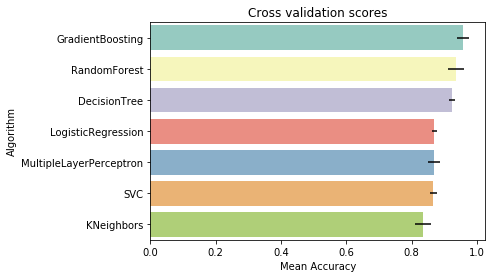 Cross validation scores
GradientBoosting
RandomForest
DecisionTree
LogisticRegression
MultipleLayerPerceptron
SVC
KNeighbors
Algorithm
0.0 0.2 0.4 0.6 0.8 1.0
Mean Accuracy